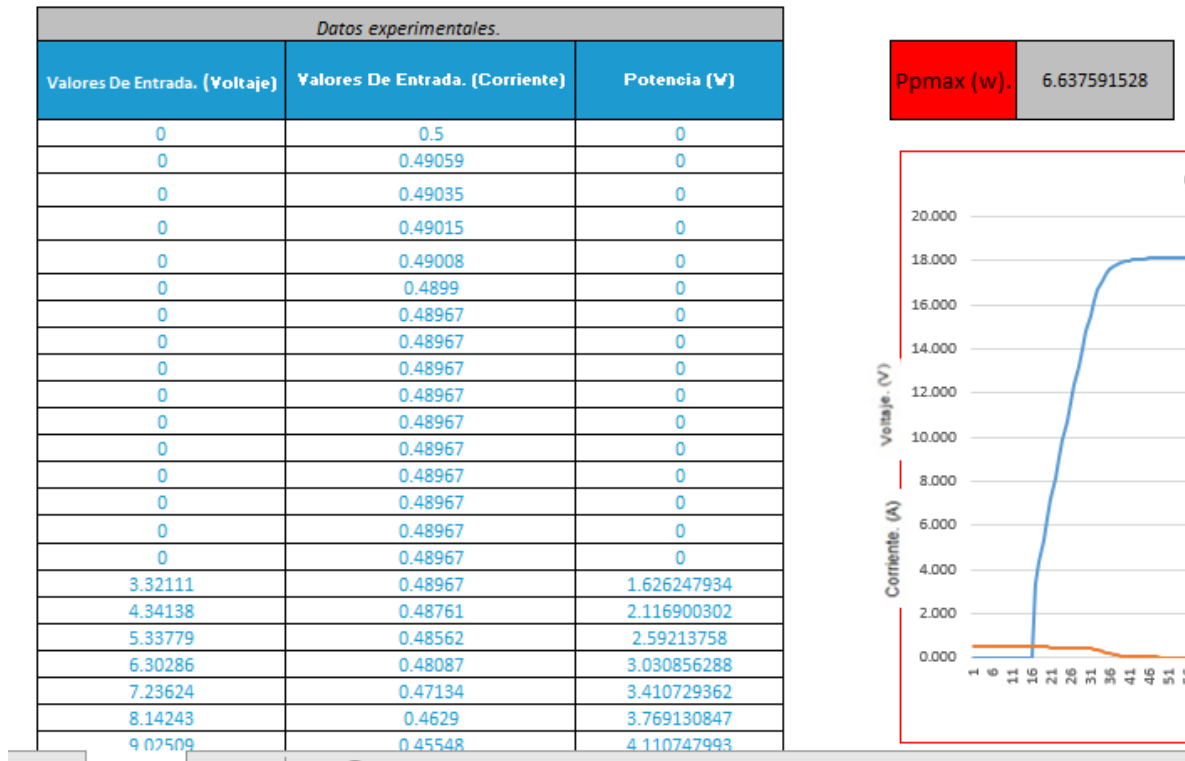 Datos experimentales.
Valores De Entrada. (Voltaje) Valores De Entrada. (Corriente) Potencia (W)
0 0.5 0
0 0.49059 0
0 0.49035 0
0 0.49015 0
0 0.49008 0
0 0.4899 0
0 0.48967 0
0 0.48967 0
0 0.48967 0
0 0.48967 0
0 0.48967 0
0 0.48967 0
0 0.48967 0
0 0.48967 0
0 0.48967 0
0 0.48967 0
3.32111 0.48967 1.626247934
4.34138 0.48761 2.116900302
5.33779 0.48562 2.59213758
6.30286 0.48087 3.030856288
7.23624 0.47134 3.410729362
8.14243 0.4629 3.769130847
9.02509 0.45548 4.110747993
Ppmax (w). 6.637591528
Voltaje. (V)
Corriente. (A)
20.000
18.000
16.000
14.000
12.000
10.000
8.000
6.000
4.000
2.000
0.000
1 6 11 16 21 26 31 36 41 46 51